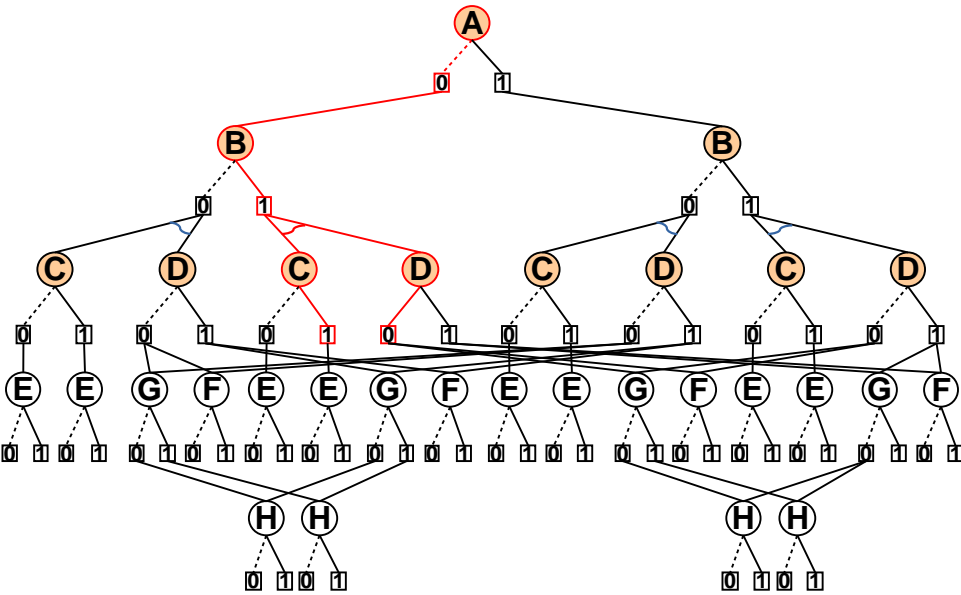 A
0 1
B B
0 1 0 1
C D C D C D C D
0 1 0 1 0 1 0 1 0 1 0 1 0 1 0 1
E E G F E E G F E E G F E E G F
0 1 0 1 0 1 0 1 0 1 0 1 0 1 0 1 0 1 0 1 0 1 0 1 0 1 0 1 0 1 0 1
H H H H
0 1 0 1 0 1 0 1